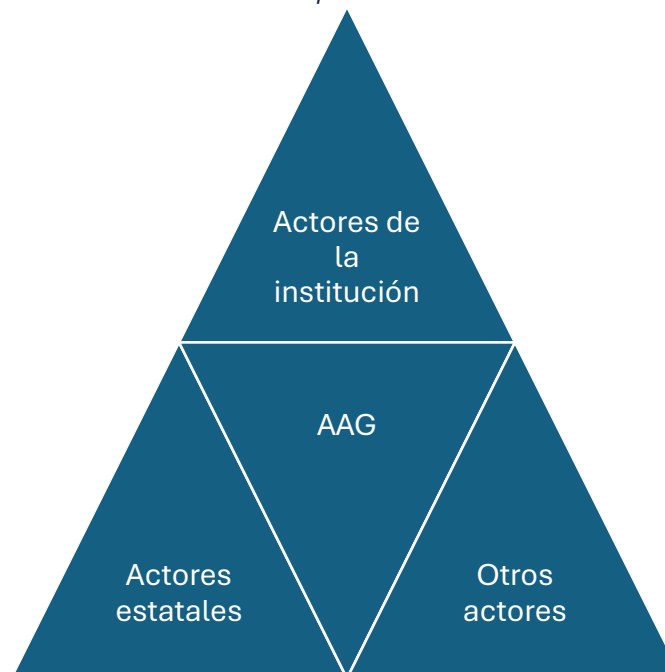 Actores de
la
institución
AAG
Actores
estatales
Otros
actores